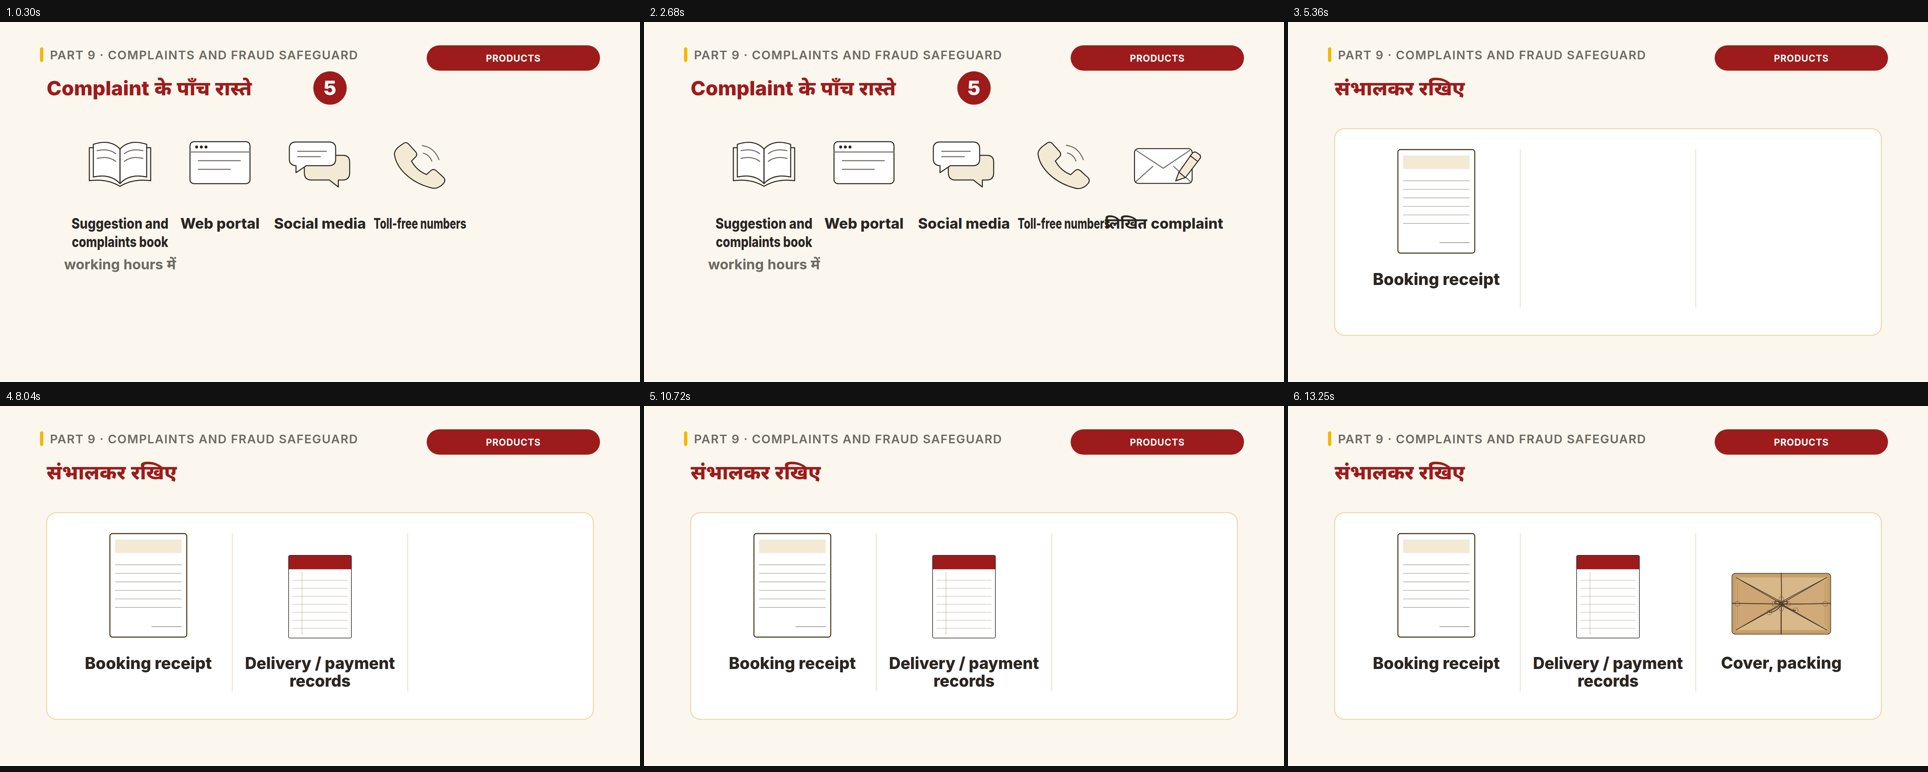 1. 0.30s
PART 9 · COMPLAINTS AND FRAUD SAFEGUARD
PRODUCTS
Complaint के पाँच रास्ते
5
Suggestion and complaints book
Web portal
Social media
Toll-free numbers
working hours में
2. 2.68s
PART 9 · COMPLAINTS AND FRAUD SAFEGUARD
PRODUCTS
Complaint के पाँच रास्ते
5
Suggestion and complaints book
Web portal
Social media
Toll-free numbers
लिखित complaint
working hours में
3. 5.36s
PART 9 · COMPLAINTS AND FRAUD SAFEGUARD
PRODUCTS
संभालकर रखिए
Booking receipt
4. 8.04s
PART 9 · COMPLAINTS AND FRAUD SAFEGUARD
PRODUCTS
संभालकर रखिए
Booking receipt
Delivery / payment records
5. 10.72s
PART 9 · COMPLAINTS AND FRAUD SAFEGUARD
PRODUCTS
संभालकर रखिए
Booking receipt
Delivery / payment records
6. 13.25s
PART 9 · COMPLAINTS AND FRAUD SAFEGUARD
PRODUCTS
संभालकर रखिए
Booking receipt
Delivery / payment records
Cover, packing